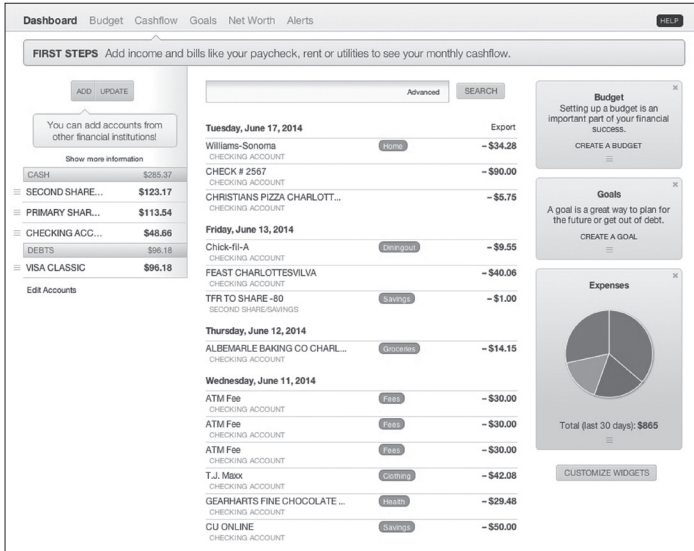 Dashboard Budget Cashflow Goals Net Worth Alerts HELP
FIRST STEPS Add income and bills like your paycheck, rent or utilities to see your monthly cashflow.
ADD UPDATE
You can add accounts from
other financial institutions!
Show more information
CASH $285.37
SECOND SHARE... $123.17
PRIMARY SHAR... $113.54
CHECKING ACC... $48.66
DEBTS $96.18
VISA CLASSIC $96.18
Edit Accounts
Advanced SEARCH
Tuesday, June 17, 2014 Export
Williams-Sonoma Home – $34.28
CHECKING ACCOUNT
CHECK # 2567 – $90.00
CHECKING ACCOUNT
CHRISTIANS PIZZA CHARLOTT... – $5.75
CHECKING ACCOUNT
Friday, June 13, 2014
Chick-fil-A Diningout – $9.55
CHECKING ACCOUNT
FEAST CHARLOTTESVILVA – $40.06
CHECKING ACCOUNT
TFR TO SHARE -80 Savings – $1.00
SECOND SHARE/SAVINGS
Thursday, June 12, 2014
ALBEMARLE BAKING CO CHARL... Groceries – $14.15
CHECKING ACCOUNT
Wednesday, June 11, 2014
ATM Fee Fees – $30.00
CHECKING ACCOUNT
ATM Fee Fees – $30.00
CHECKING ACCOUNT
ATM Fee Fees – $30.00
CHECKING ACCOUNT
T.J. Maxx Clothing – $42.08
CHECKING ACCOUNT
GEARHARTS FINE CHOCOLATE ... Health – $29.48
CHECKING ACCOUNT
CU ONLINE Savings – $50.00
CHECKING ACCOUNT
Budget
Setting up a budget is an
important part of your financial
success.
CREATE A BUDGET
Goals
A goal is a great way to plan for
the future or get out of debt.
CREATE A GOAL
Expenses
Total (last 30 days): $865
CUSTOMIZE WIDGETS